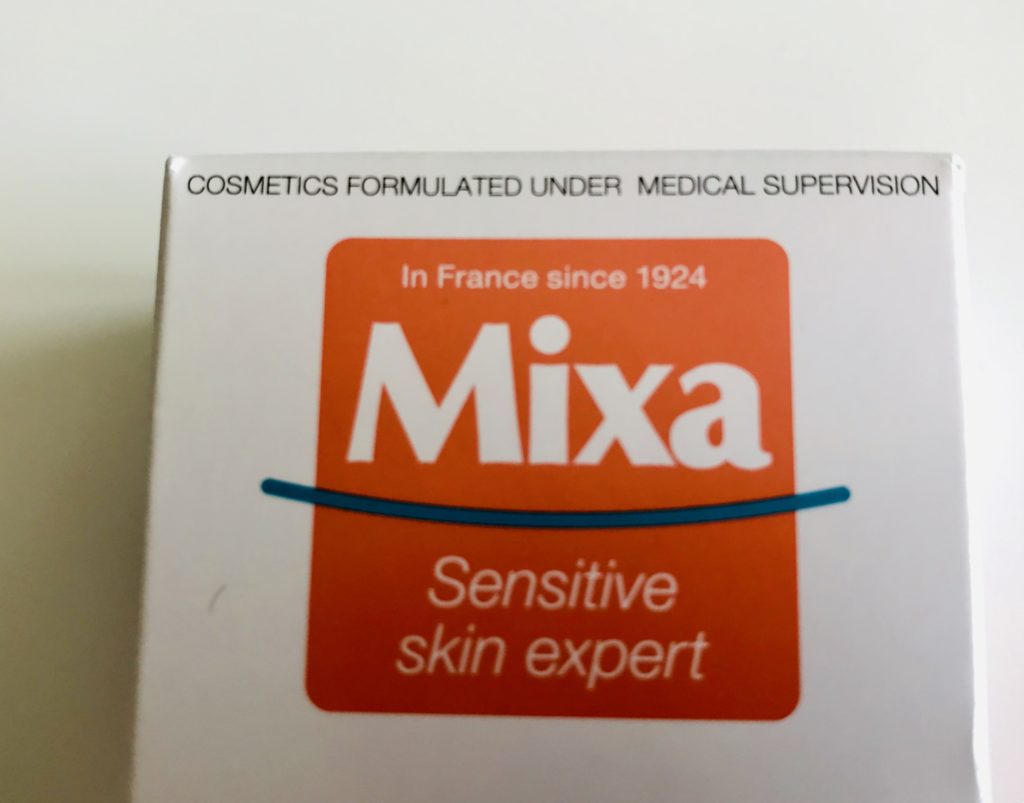 COSMETICS FORMULATED UNDER MEDICAL SUPERVISION
In France since 1924
Mixa
Sensitive
skin expert